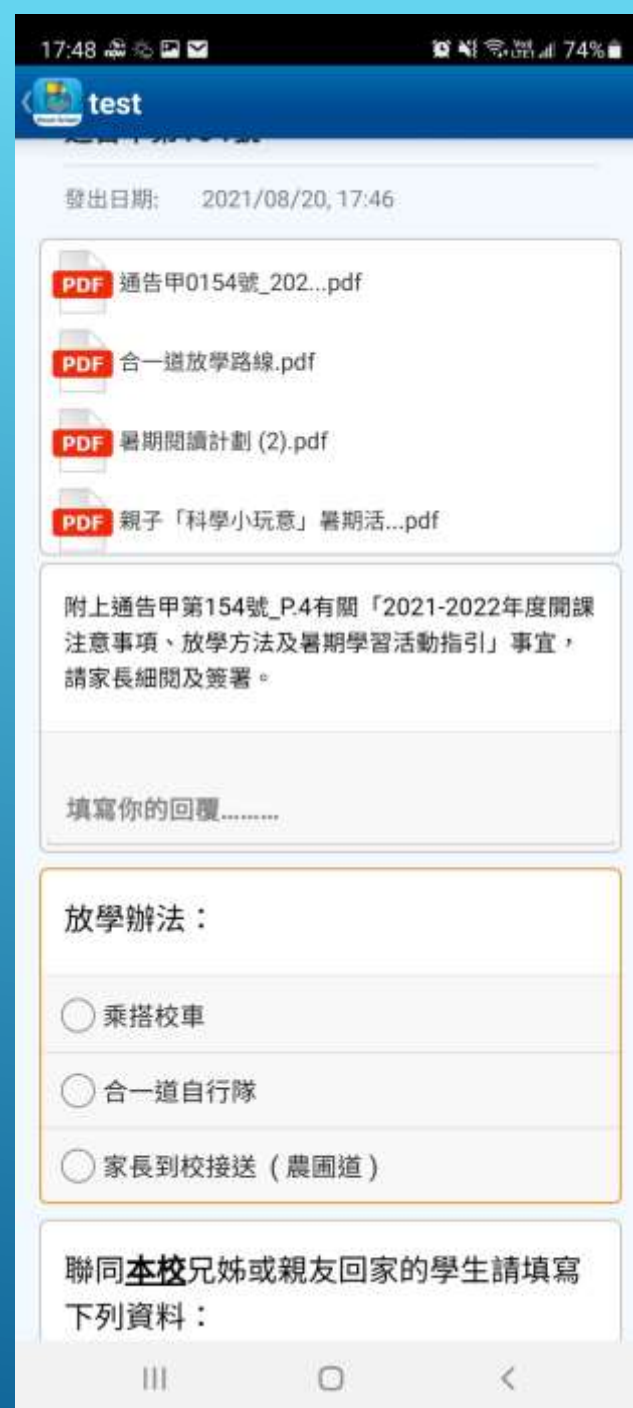 17:48
74%
test
發出日期: 2021/08/20, 17:46
PDF 通告甲0154號_202...pdf
PDF 合一道放學路線.pdf
PDF 暑期閱讀計劃 (2).pdf
PDF 親子「科學小玩意」暑期活...pdf
附上通告甲第154號_P.4有關「2021-2022年度開課
注意事項、放學方法及暑期學習活動指引」事宜，
請家長細閱及簽署。
填寫你的回覆.........
放學辦法：
乘搭校車
合一道自行隊
家長到校接送（農圃道）
聯同本校兄姊或親友回家的學生請填寫
下列資料：